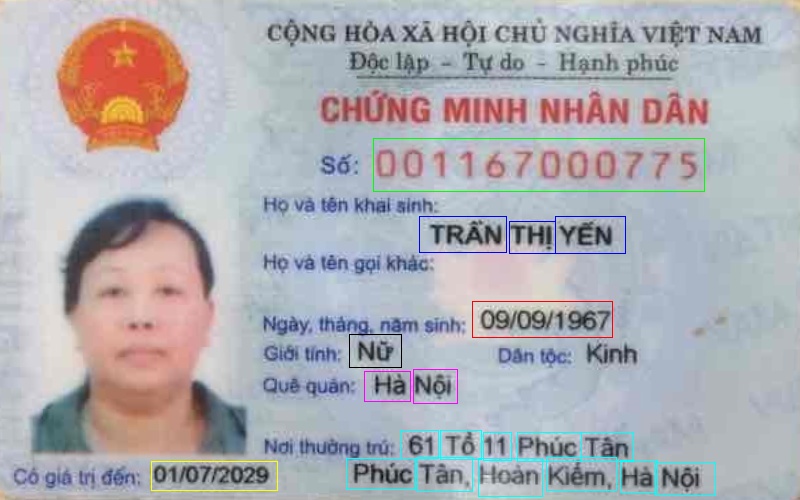 CỘNG HÒA XÃ HỘI CHỦ NGHĨA VIỆT NAM
Độc lập - Tự do - Hạnh phúc
CHỨNG MINH NHÂN DÂN
Số: 001167000775
Họ và tên khai sinh:
TRẦN THỊ YẾN
Họ và tên gọi khác:
Ngày, tháng, năm sinh: 09/09/1967
Giới tính: Nữ Dân tộc: Kinh
Quê quán: Hà Nội
Nơi thường trú: 61 Tổ 11 Phúc Tân
Có giá trị đến: 01/07/2029 Phúc Tân, Hoàn Kiếm, Hà Nội